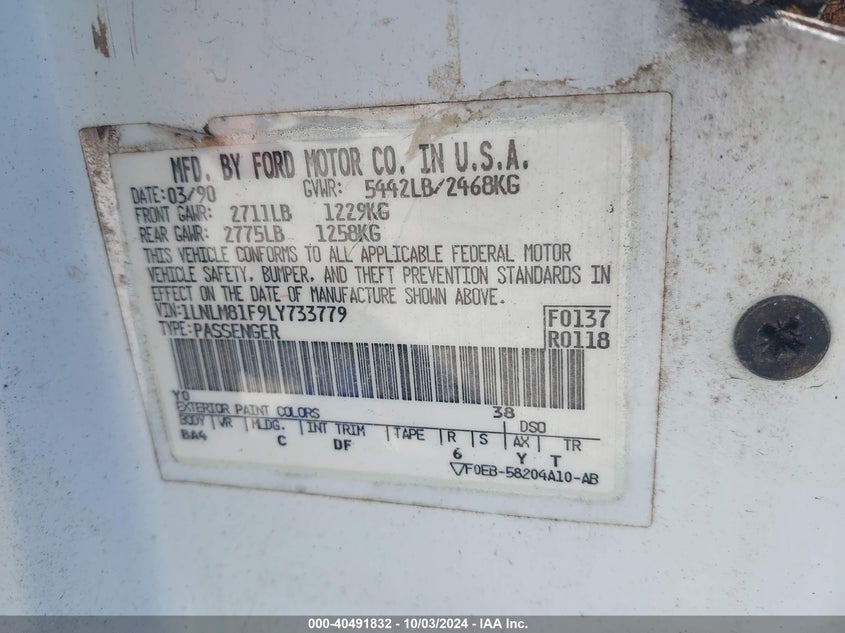 MFD. BY FORD MOTOR CO. IN U.S.A.
DATE: 03/90 GVWR: 5442LB/2468KG
FRONT GAWR: 2711LB 1229KG
REAR GAWR: 2775LB 1258KG
THIS VEHICLE CONFORMS TO ALL APPLICABLE FEDERAL MOTOR
VEHICLE SAFETY, BUMPER, AND THEFT PREVENTION STANDARDS IN
EFFECT ON THE DATE OF MANUFACTURE SHOWN ABOVE.
VIN:1LNLM81F9LY733779 F0137
TYPE:PASSENGER R0118
YO 38
EXTERIOR PAINT COLORS DSO
BODY VR MLDG. INT TRIM TAPE R S AX TR
BA4 C DF 6 Y T
F0EB-58204A10-AB
000-40491832 - 10/03/2024 - IAA Inc.